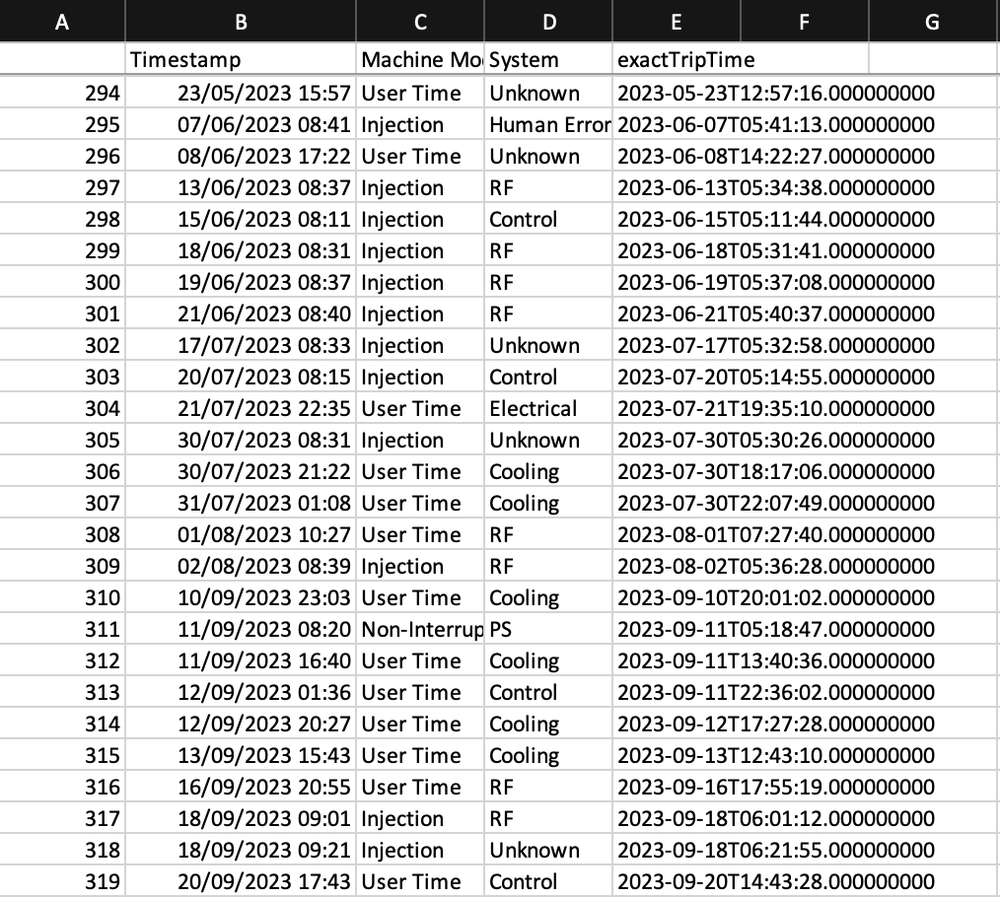 A B C D E F G
Timestamp Machine Mo System exactTripTime
294 23/05/2023 15:57 User Time Unknown 2023-05-23T12:57:16.000000000
295 07/06/2023 08:41 Injection Human Error 2023-06-07T05:41:13.000000000
296 08/06/2023 17:22 User Time Unknown 2023-06-08T14:22:27.000000000
297 13/06/2023 08:37 Injection RF 2023-06-13T05:34:38.000000000
298 15/06/2023 08:11 Injection Control 2023-06-15T05:11:44.000000000
299 18/06/2023 08:31 Injection RF 2023-06-18T05:31:41.000000000
300 19/06/2023 08:37 Injection RF 2023-06-19T05:37:08.000000000
301 21/06/2023 08:40 Injection RF 2023-06-21T05:40:37.000000000
302 17/07/2023 08:33 Injection Unknown 2023-07-17T05:32:58.000000000
303 20/07/2023 08:15 Injection Control 2023-07-20T05:14:55.000000000
304 21/07/2023 22:35 User Time Electrical 2023-07-21T19:35:10.000000000
305 30/07/2023 08:31 Injection Unknown 2023-07-30T05:30:26.000000000
306 30/07/2023 21:22 User Time Cooling 2023-07-30T18:17:06.000000000
307 31/07/2023 01:08 User Time Cooling 2023-07-30T22:07:49.000000000
308 01/08/2023 10:27 User Time RF 2023-08-01T07:27:40.000000000
309 02/08/2023 08:39 Injection RF 2023-08-02T05:36:28.000000000
310 10/09/2023 23:03 User Time Cooling 2023-09-10T20:01:02.000000000
311 11/09/2023 08:20 Non-Interrup PS 2023-09-11T05:18:47.000000000
312 11/09/2023 16:40 User Time Cooling 2023-09-11T13:40:36.000000000
313 12/09/2023 01:36 User Time Control 2023-09-11T22:36:02.000000000
314 12/09/2023 20:27 User Time Cooling 2023-09-12T17:27:28.000000000
315 13/09/2023 15:43 User Time Cooling 2023-09-13T12:43:10.000000000
316 16/09/2023 20:55 User Time RF 2023-09-16T17:55:19.000000000
317 18/09/2023 09:01 Injection RF 2023-09-18T06:01:12.000000000
318 18/09/2023 09:21 Injection Unknown 2023-09-18T06:21:55.000000000
319 20/09/2023 17:43 User Time Control 2023-09-20T14:43:28.000000000